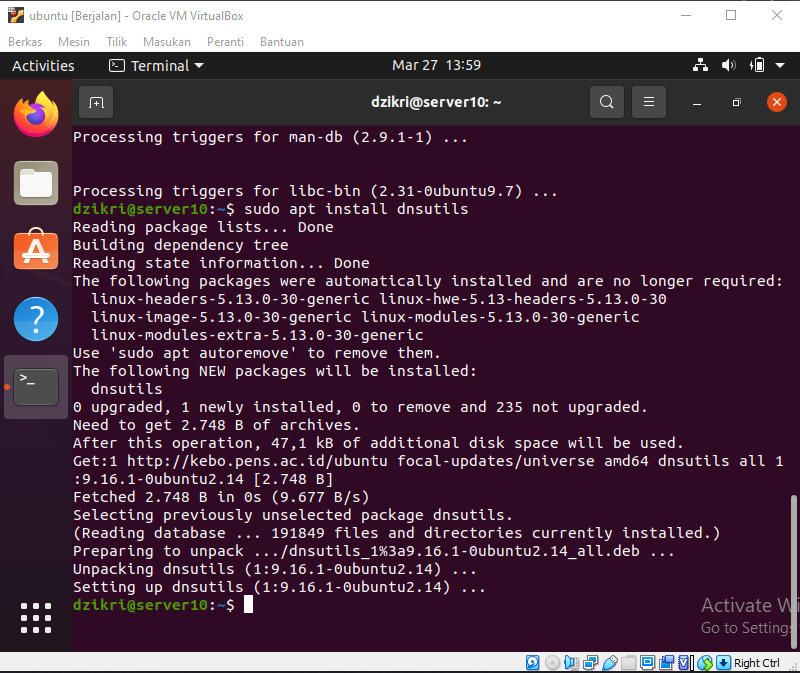 ubuntu [Berjalan] - Oracle VM VirtualBox
Berkas Mesin Tilik Masukan Peranti Bantuan
Activities Terminal Mar 27 13:59
dzikri@server10: ~
Processing triggers for man-db (2.9.1-1) ...
Processing triggers for libc-bin (2.31-0ubuntu9.7) ...
dzikri@server10:~$ sudo apt install dnsutils
Reading package lists... Done
Building dependency tree
Reading state information... Done
The following packages were automatically installed and are no longer required:
  linux-headers-5.13.0-30-generic linux-hwe-5.13-headers-5.13.0-30
  linux-image-5.13.0-30-generic linux-modules-5.13.0-30-generic
  linux-modules-extra-5.13.0-30-generic
Use 'sudo apt autoremove' to remove them.
The following NEW packages will be installed:
  dnsutils
0 upgraded, 1 newly installed, 0 to remove and 235 not upgraded.
Need to get 2.748 B of archives.
After this operation, 47,1 kB of additional disk space will be used.
Get:1 http://kebo.pens.ac.id/ubuntu focal-updates/universe amd64 dnsutils all 1
:9.16.1-0ubuntu2.14 [2.748 B]
Fetched 2.748 B in 0s (9.677 B/s)
Selecting previously unselected package dnsutils.
(Reading database ... 191849 files and directories currently installed.)
Preparing to unpack .../dnsutils_1%3a9.16.1-0ubuntu2.14_all.deb ...
Unpacking dnsutils (1:9.16.1-0ubuntu2.14) ...
Setting up dnsutils (1:9.16.1-0ubuntu2.14) ...
dzikri@server10:~$
Activate Wi
Go to Settings
Right Ctrl